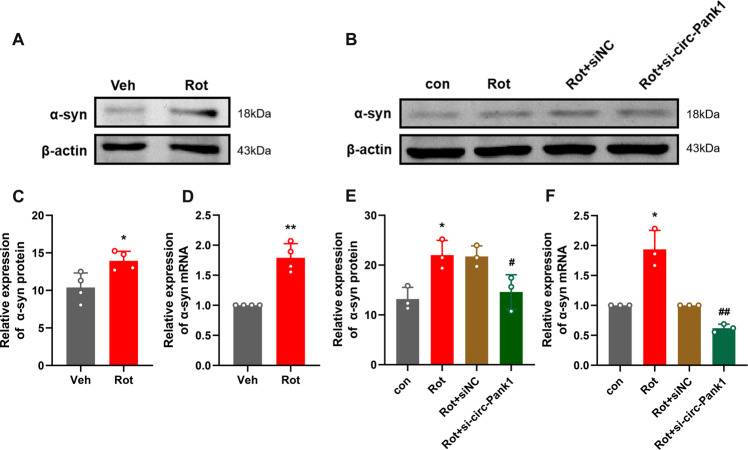 A
Veh Rot
α-syn 18kDa
β-actin 43kDa
B
con Rot Rot+siNC Rot+si-circ-Pank1
α-syn 18kDa
β-actin 43kDa
C
Relative expression
of α-syn protein
20
15
10
5
0
*
Veh Rot
D
Relative expression
of α-syn mRNA
2.5
2.0
1.5
1.0
0.5
0.0
**
Veh Rot
E
Relative expression
of α-syn protein
30
20
10
0
*
#
con Rot Rot+siNC Rot+si-circ-Pank1
F
Relative expression
of α-syn mRNA
2.5
2.0
1.5
1.0
0.5
0.0
*
##
con Rot Rot+siNC Rot+si-circ-Pank1